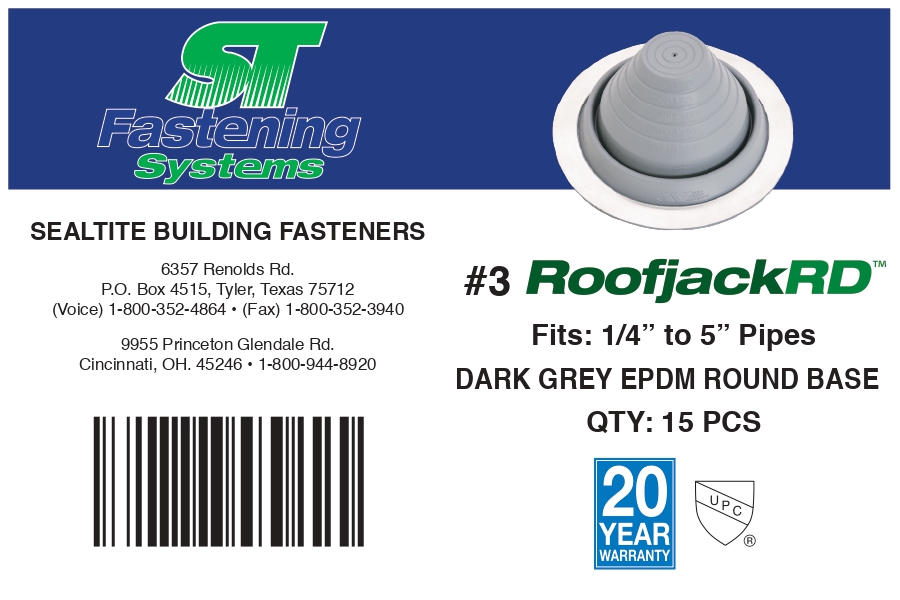 ST
Fastening
Systems
SEALTITE BUILDING FASTENERS
6357 Renolds Rd.
P.O. Box 4515, Tyler, Texas 75712
(Voice) 1-800-352-4864 • (Fax) 1-800-352-3940
9955 Princeton Glendale Rd.
Cincinnati, OH. 45246 • 1-800-944-8920
#3 RoofjackRD™
Fits: 1/4” to 5” Pipes
DARK GREY EPDM ROUND BASE
QTY: 15 PCS
20
YEAR
WARRANTY
UPC
®